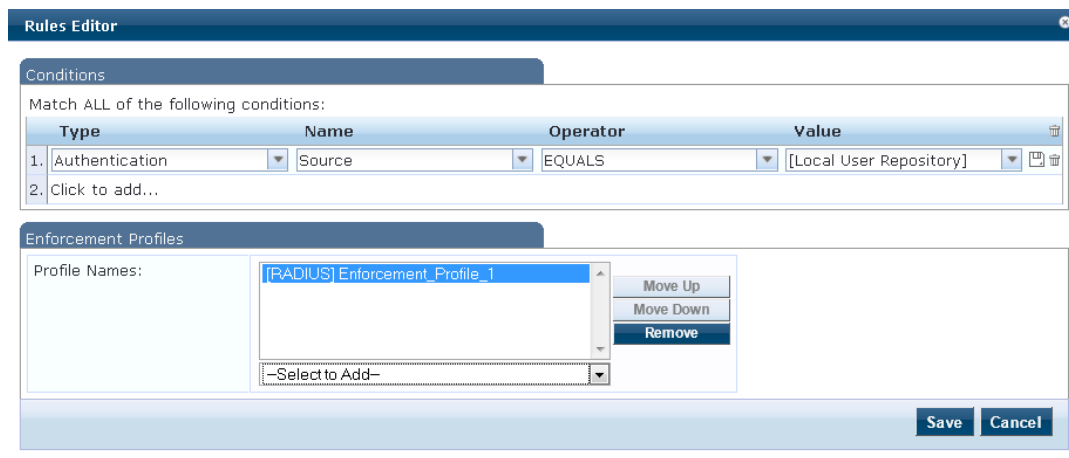 Rules Editor
Conditions
Match ALL of the following conditions:
Type Name Operator Value
1. Authentication Source EQUALS [Local User Repository]
2. Click to add...
Enforcement Profiles
Profile Names:
[RADIUS] Enforcement_Profile_1
Move Up
Move Down
Remove
--Select to Add--
Save Cancel